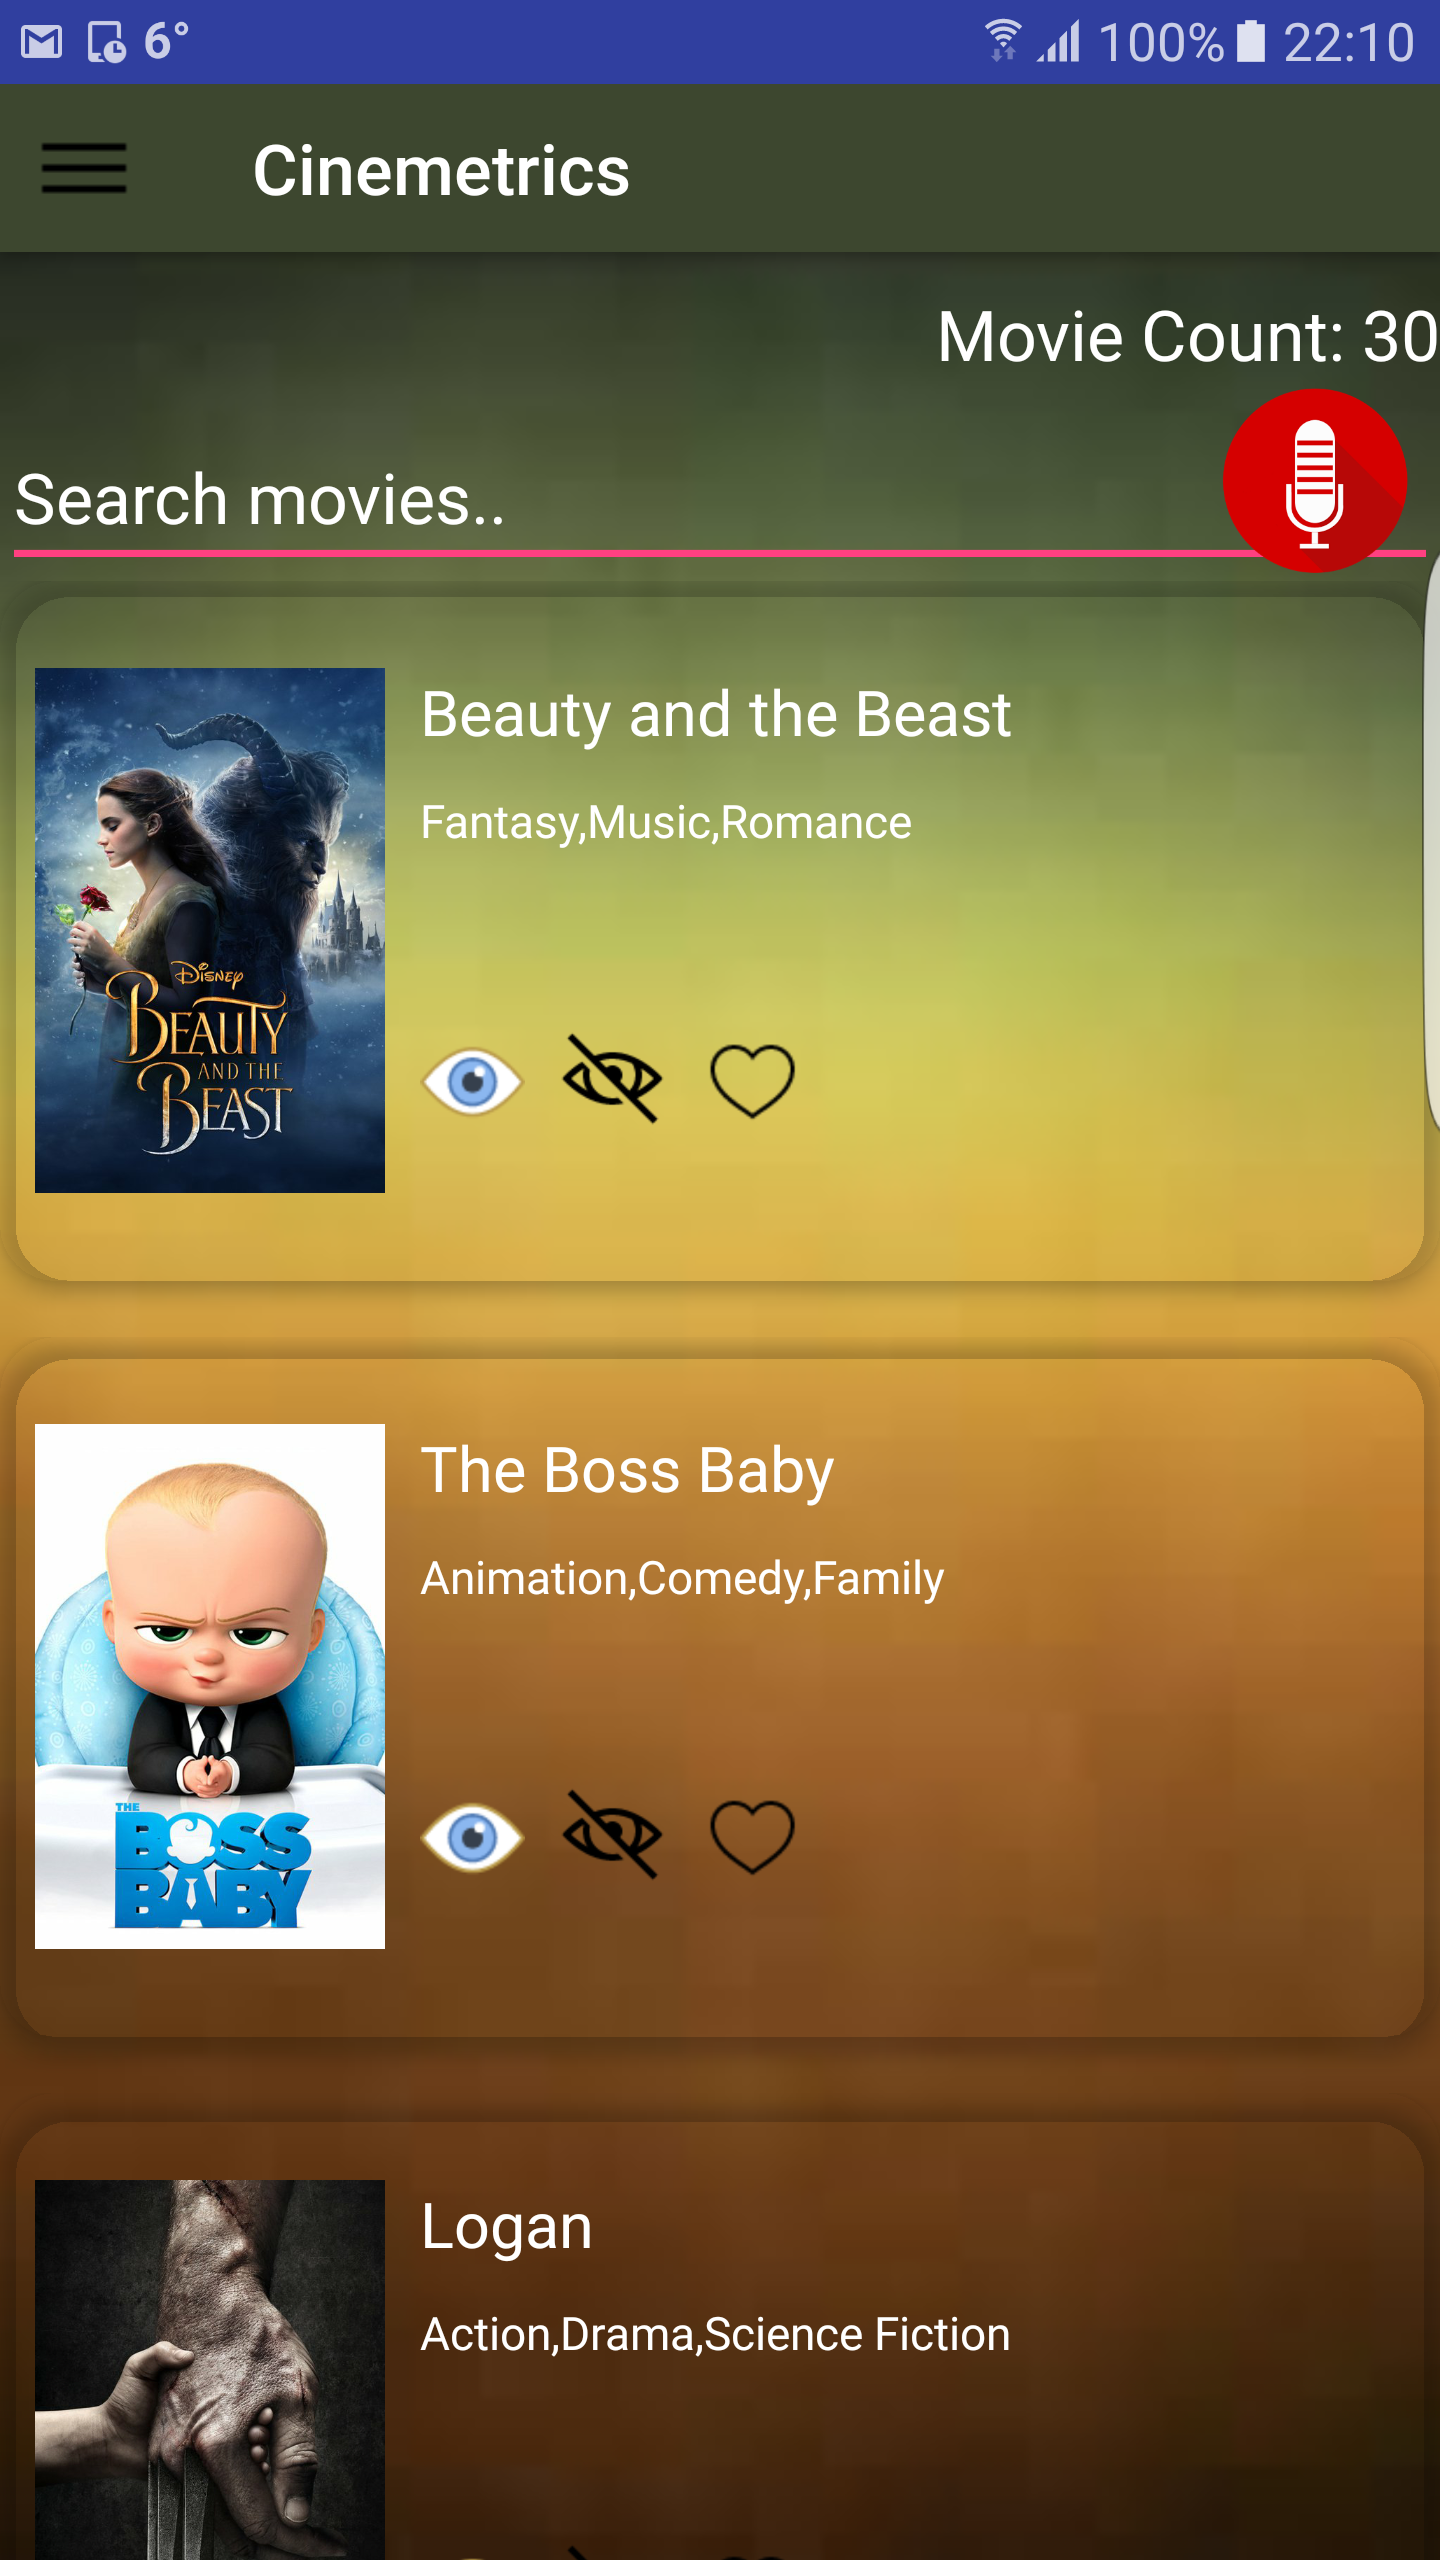 6° 100% 22:10
Cinemetrics
Movie Count: 30
Search movies..
Beauty and the Beast
Fantasy,Music,Romance
DISNEY
BEAUTY
AND THE
BEAST
The Boss Baby
Animation,Comedy,Family
THE
BOSS
BABY
Logan
Action,Drama,Science Fiction